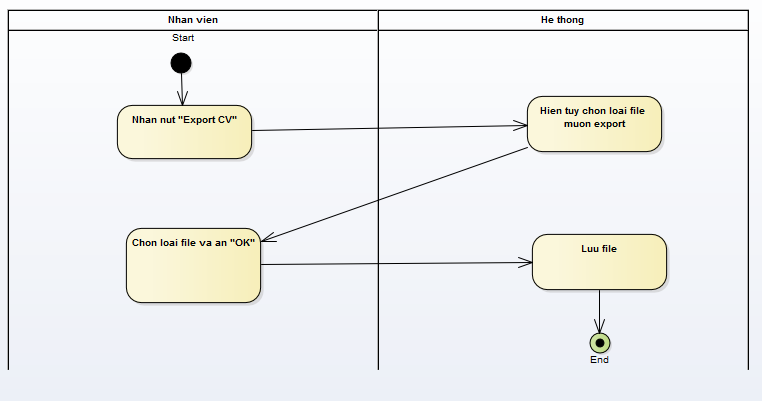 Nhan vien
He thong
Start
Nhan nut "Export CV"
Hien tuy chon loai file
muon export
Chon loai file va an "OK"
Luu file
End